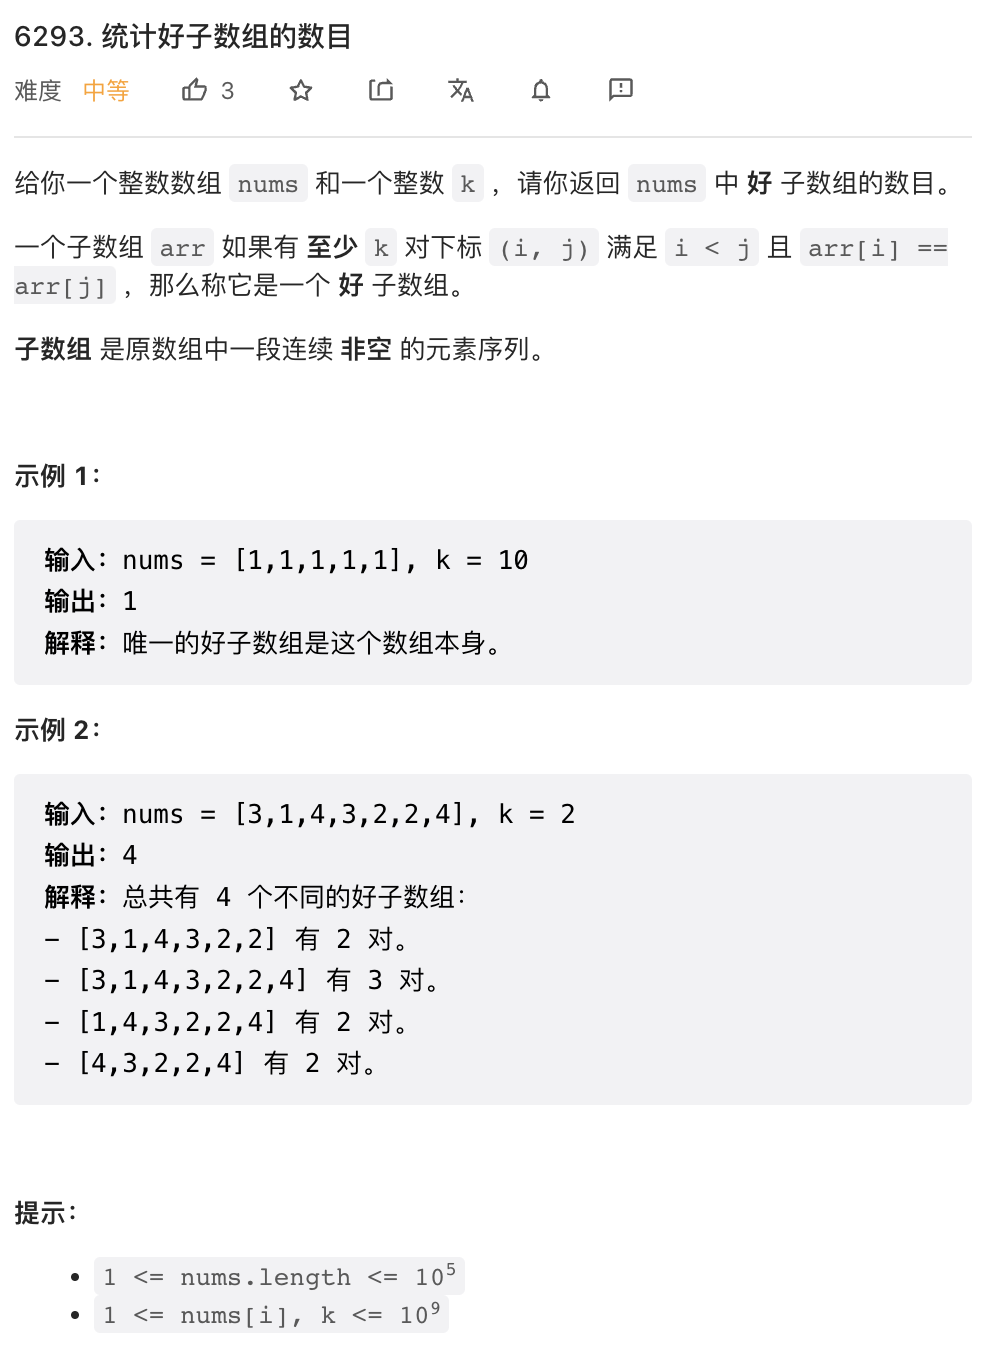 6293. 统计好子数组的数目
难度 中等 3
给你一个整数数组 nums 和一个整数 k ，请你返回 nums 中 好 子数组的数目。
一个子数组 arr 如果有 至少 k 对下标 (i, j) 满足 i < j 且 arr[i] ==
arr[j] ，那么称它是一个 好 子数组。
子数组 是原数组中一段连续 非空 的元素序列。
示例 1：
输入：nums = [1,1,1,1,1], k = 10
输出：1
解释：唯一的好子数组是这个数组本身。
示例 2：
输入：nums = [3,1,4,3,2,2,4], k = 2
输出：4
解释：总共有 4 个不同的好子数组：
- [3,1,4,3,2,2] 有 2 对。
- [3,1,4,3,2,2,4] 有 3 对。
- [1,4,3,2,2,4] 有 2 对。
- [4,3,2,2,4] 有 2 对。
提示：
• 1 <= nums.length <= 10⁵
• 1 <= nums[i], k <= 10⁹